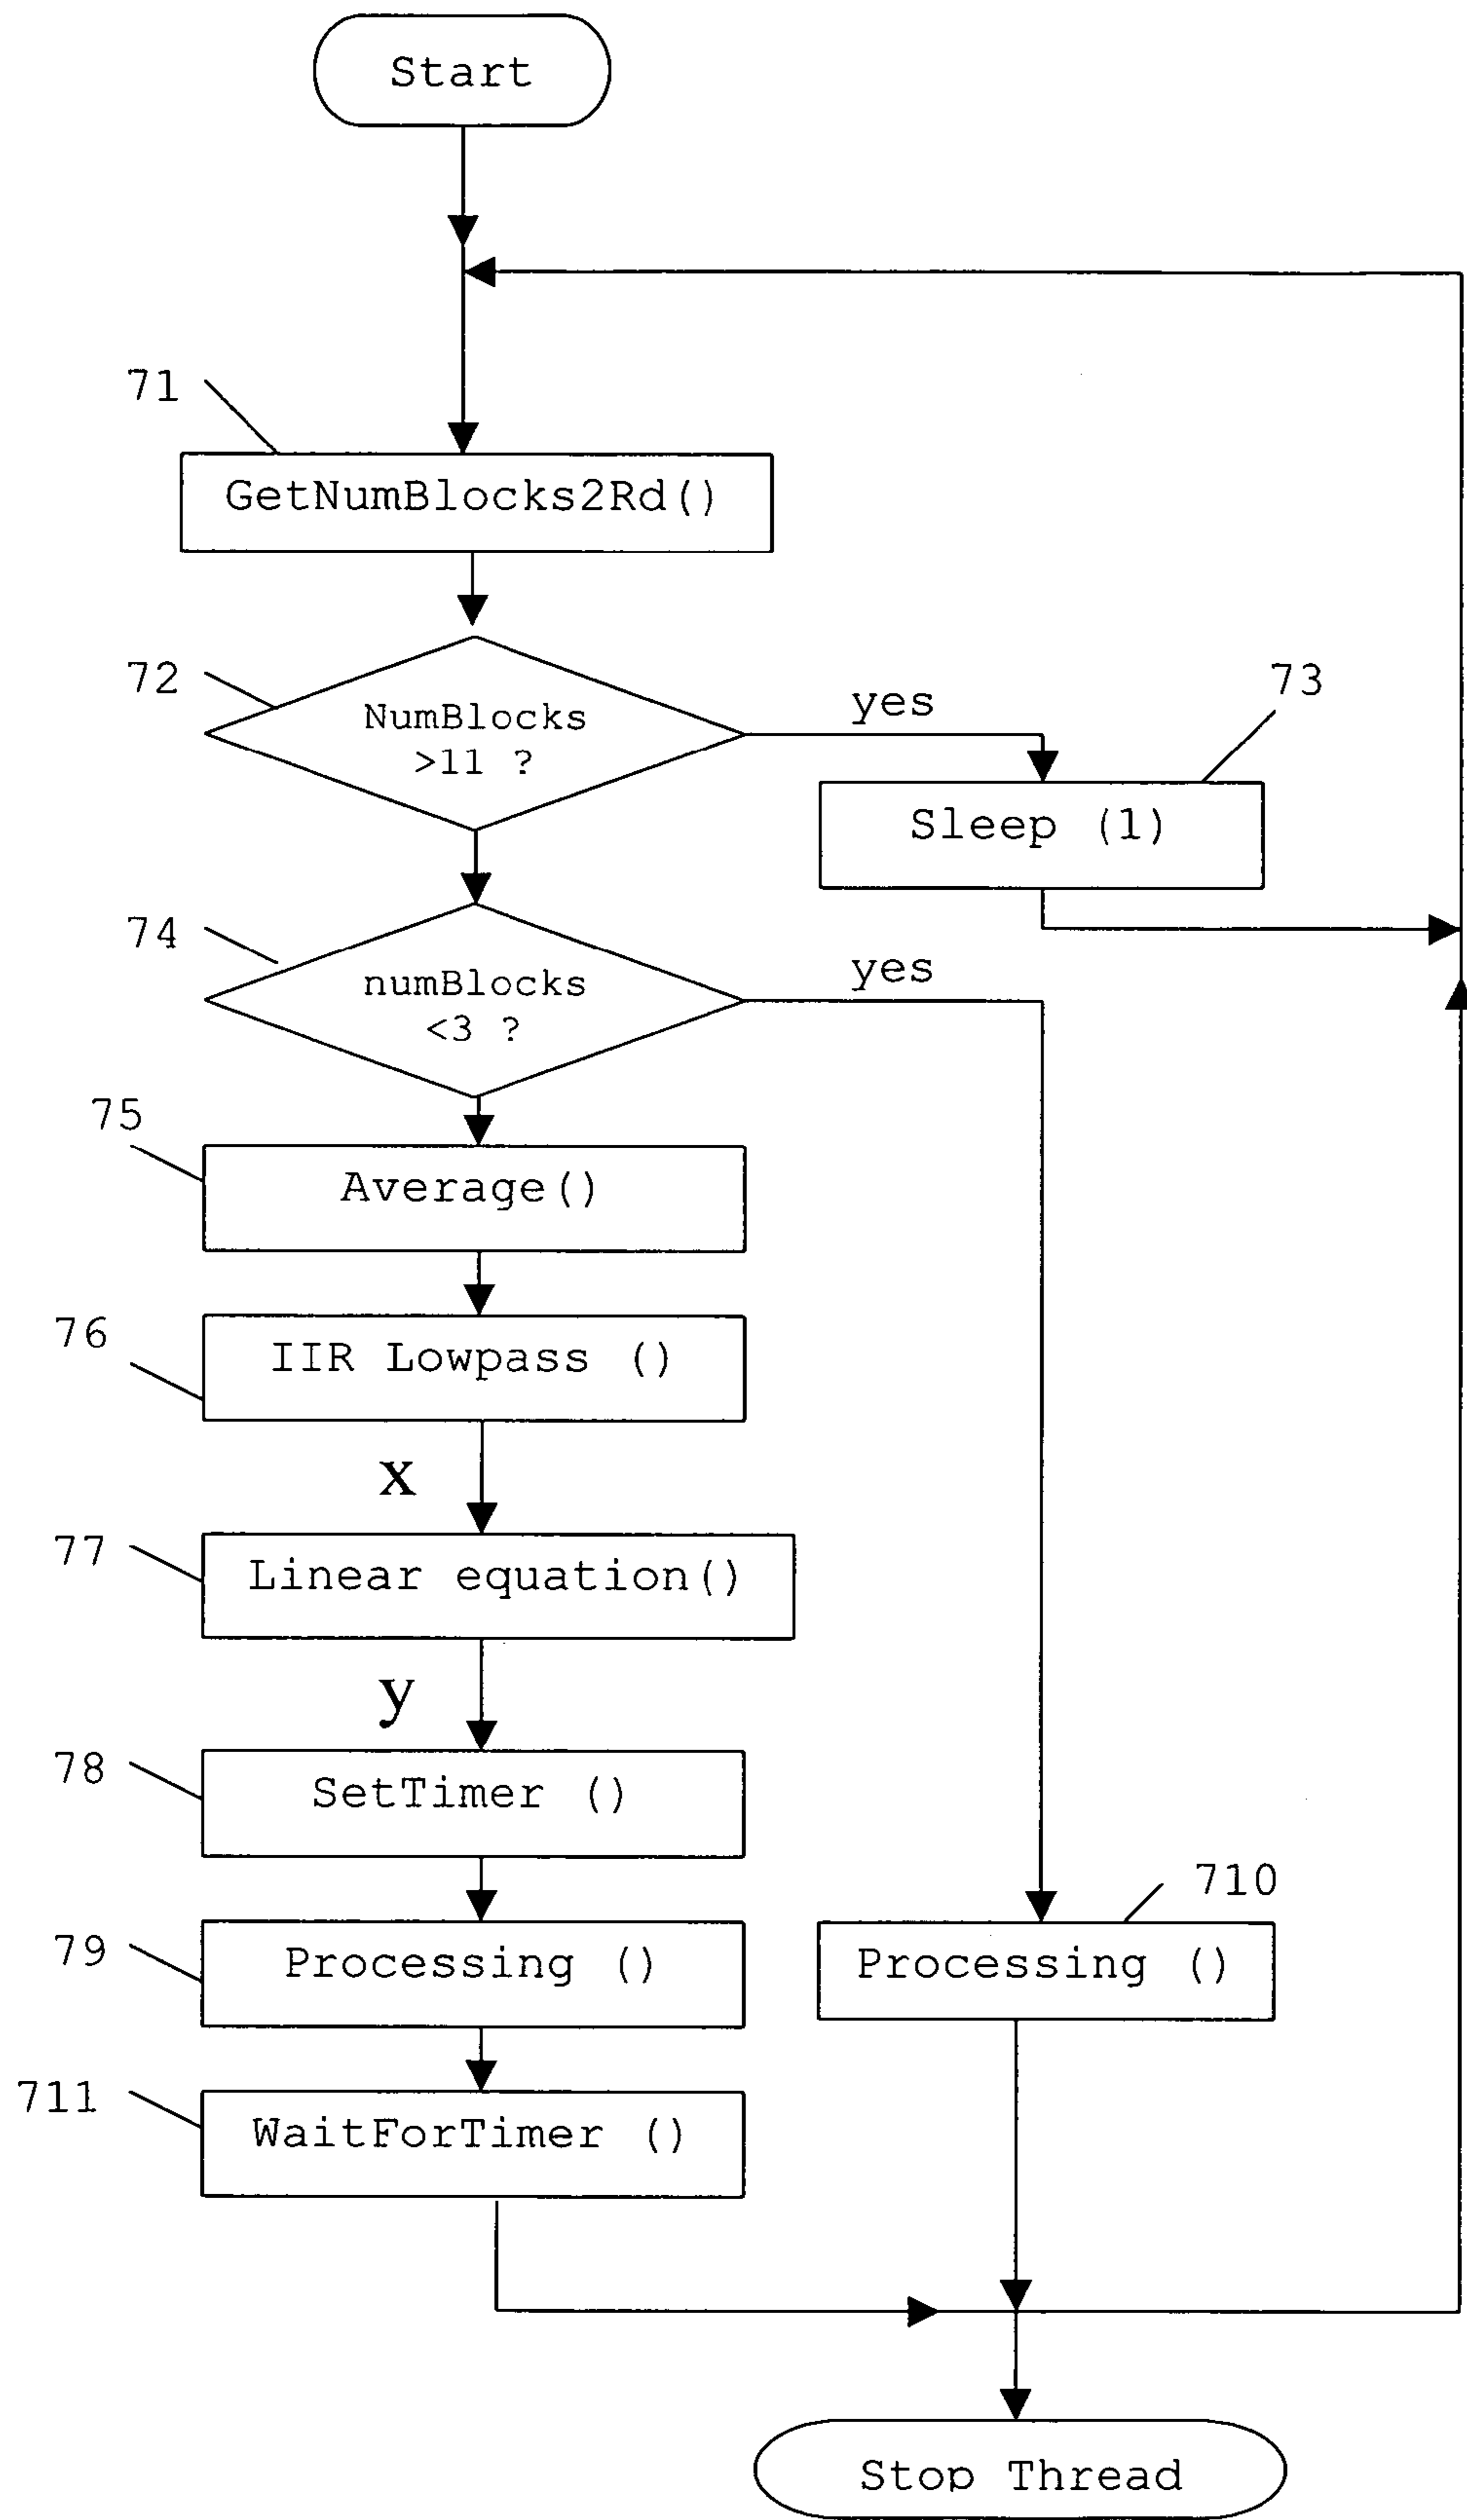 Start
71
GetNumBlocks2Rd()
72
NumBlocks
>11 ?
yes
73
Sleep (1)
74
numBlocks
<3 ?
yes
75
Average()
76
IIR Lowpass ()
x
77
Linear equation()
y
78
SetTimer ()
79
Processing ()
710
Processing ()
711
WaitForTimer ()
Stop Thread